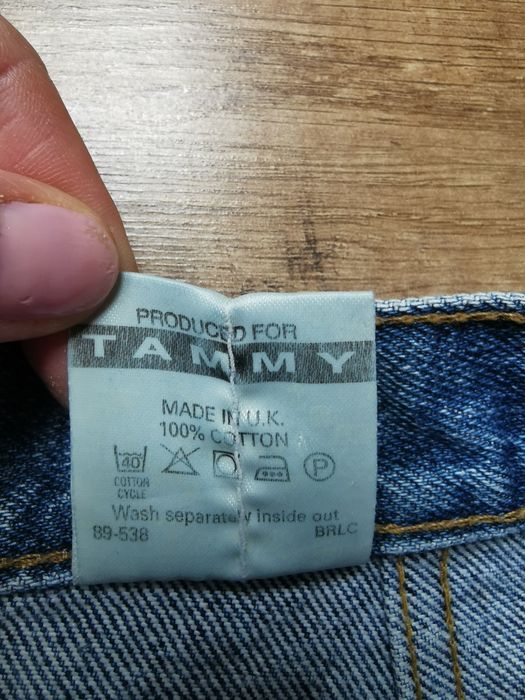 PRODUCED FOR
TAMMY
MADE IN U.K.
100% COTTON
40 P
COTTON
CYCLE
Wash separately inside out
89-538 BRLC